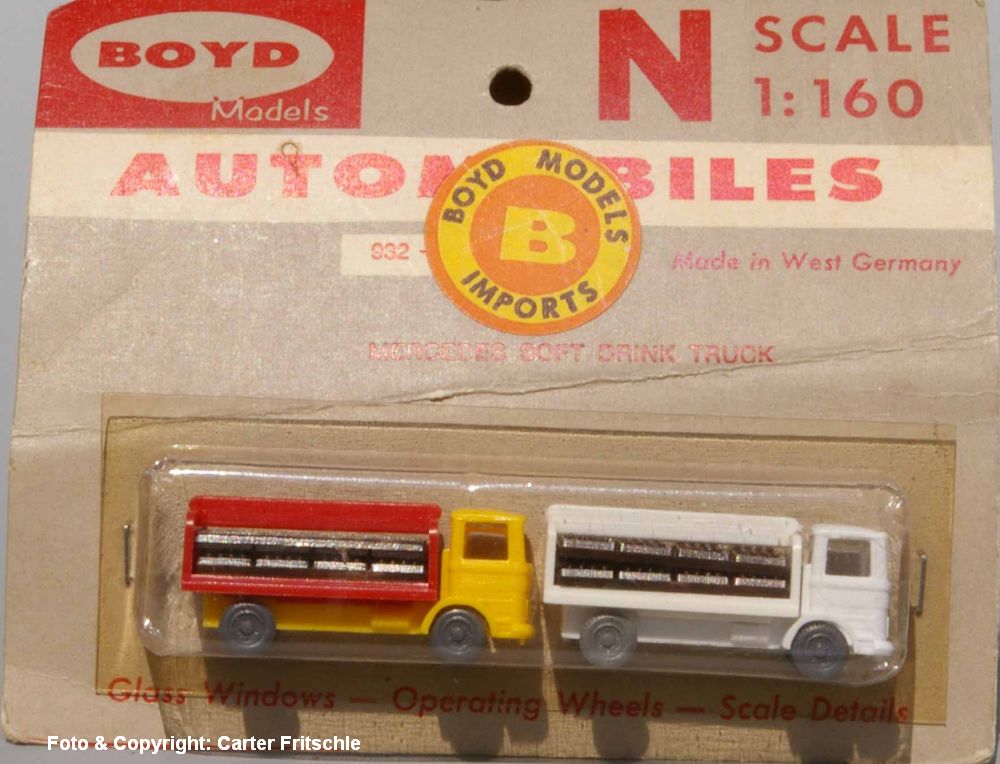 BOYD
Models
N SCALE
1:160
AUTOM BILES
BOYD MODELS
B
IMPORTS
932 -
Made in West Germany
MERCEDES SOFT DRINK TRUCK
Glass Windows — Operating Wheels — Scale Details
Foto & Copyright: Carter Fritschle